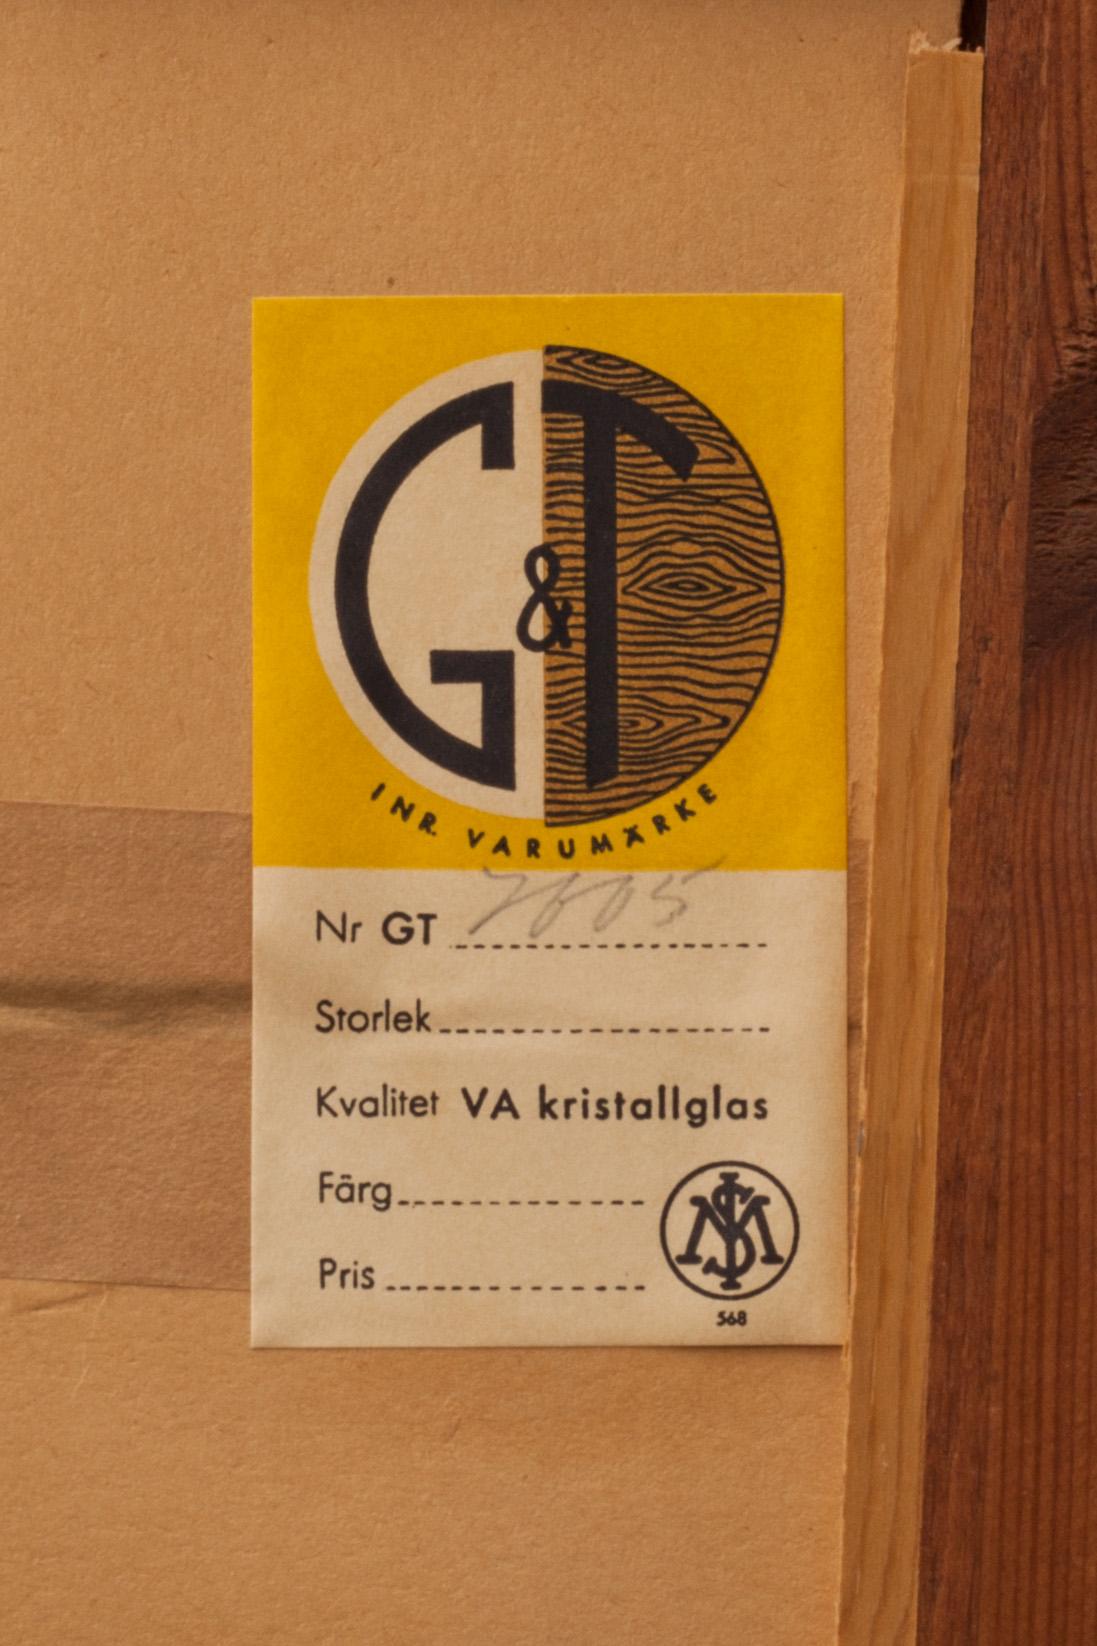 G & T
INR. VARUMÄRKE
Nr GT
Storlek
Kvalitet VA kristallglas
Färg
Pris
568